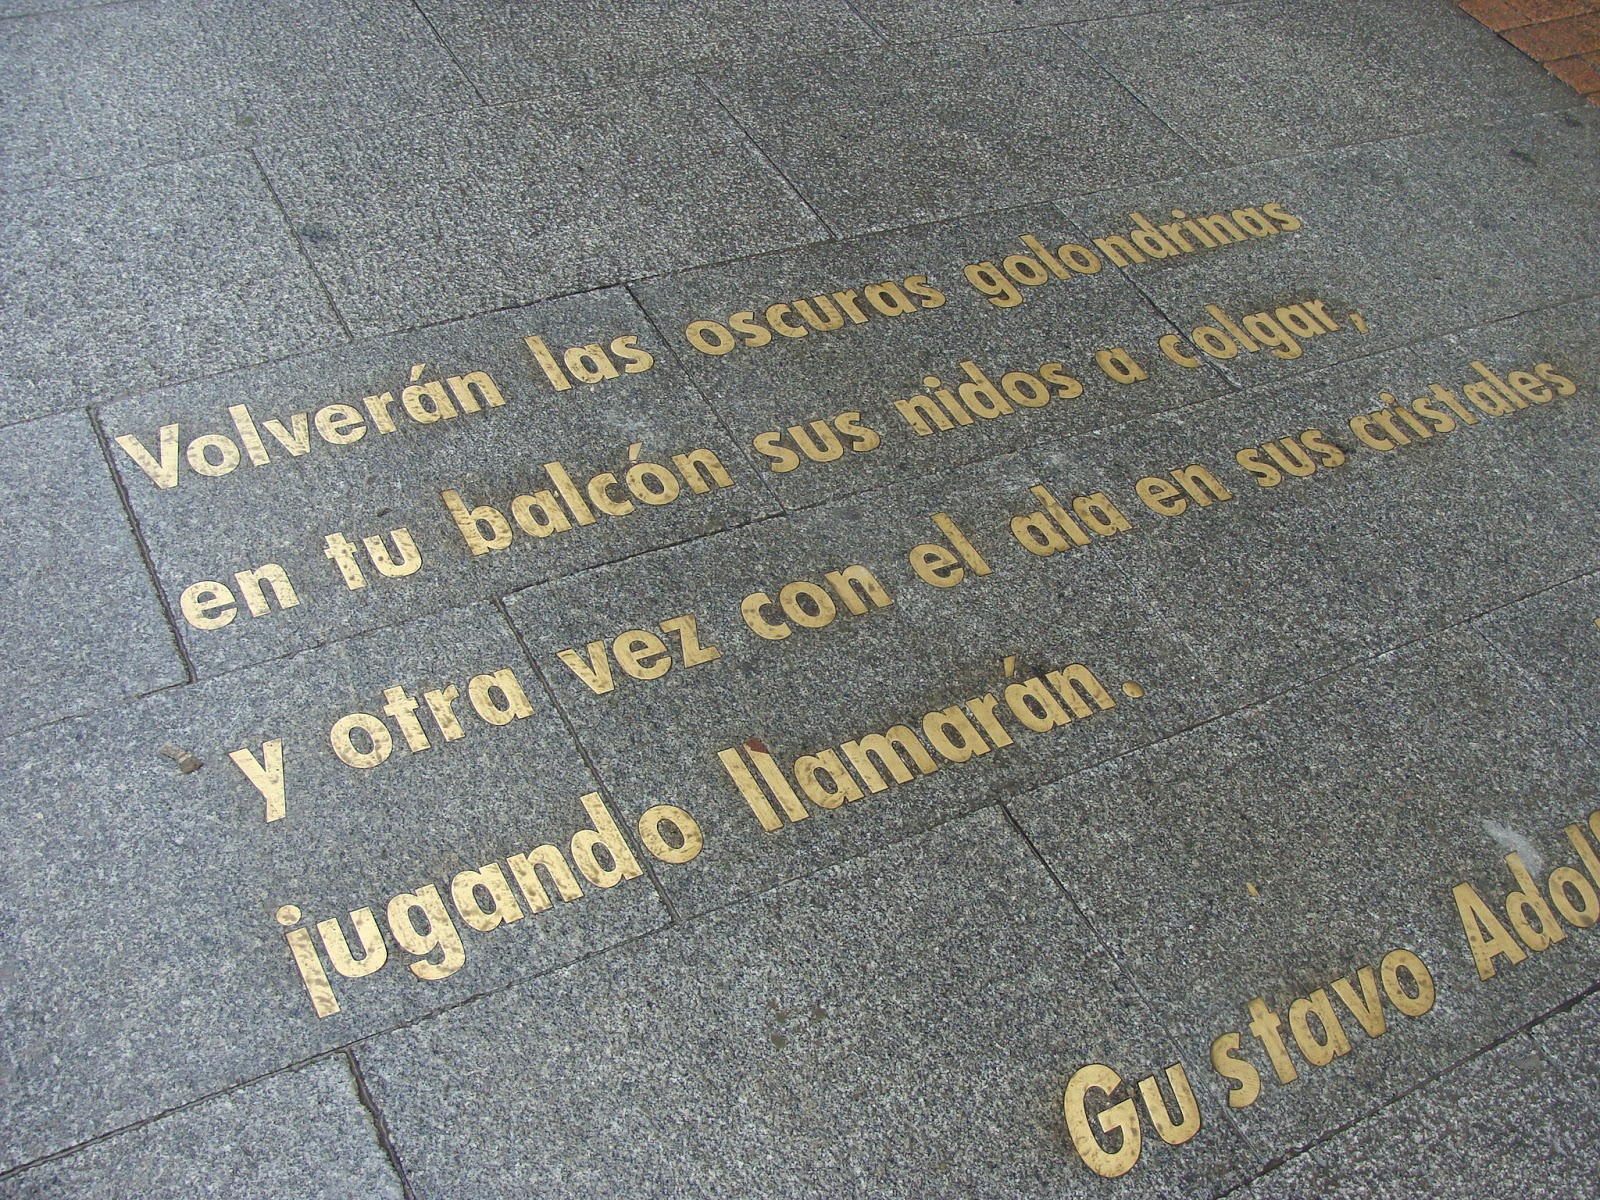 Volverán las oscuras golondrinas
en tu balcón sus nidos a colgar,
y otra vez con el ala en sus cristales
jugando llamarán.
Gustavo Adol